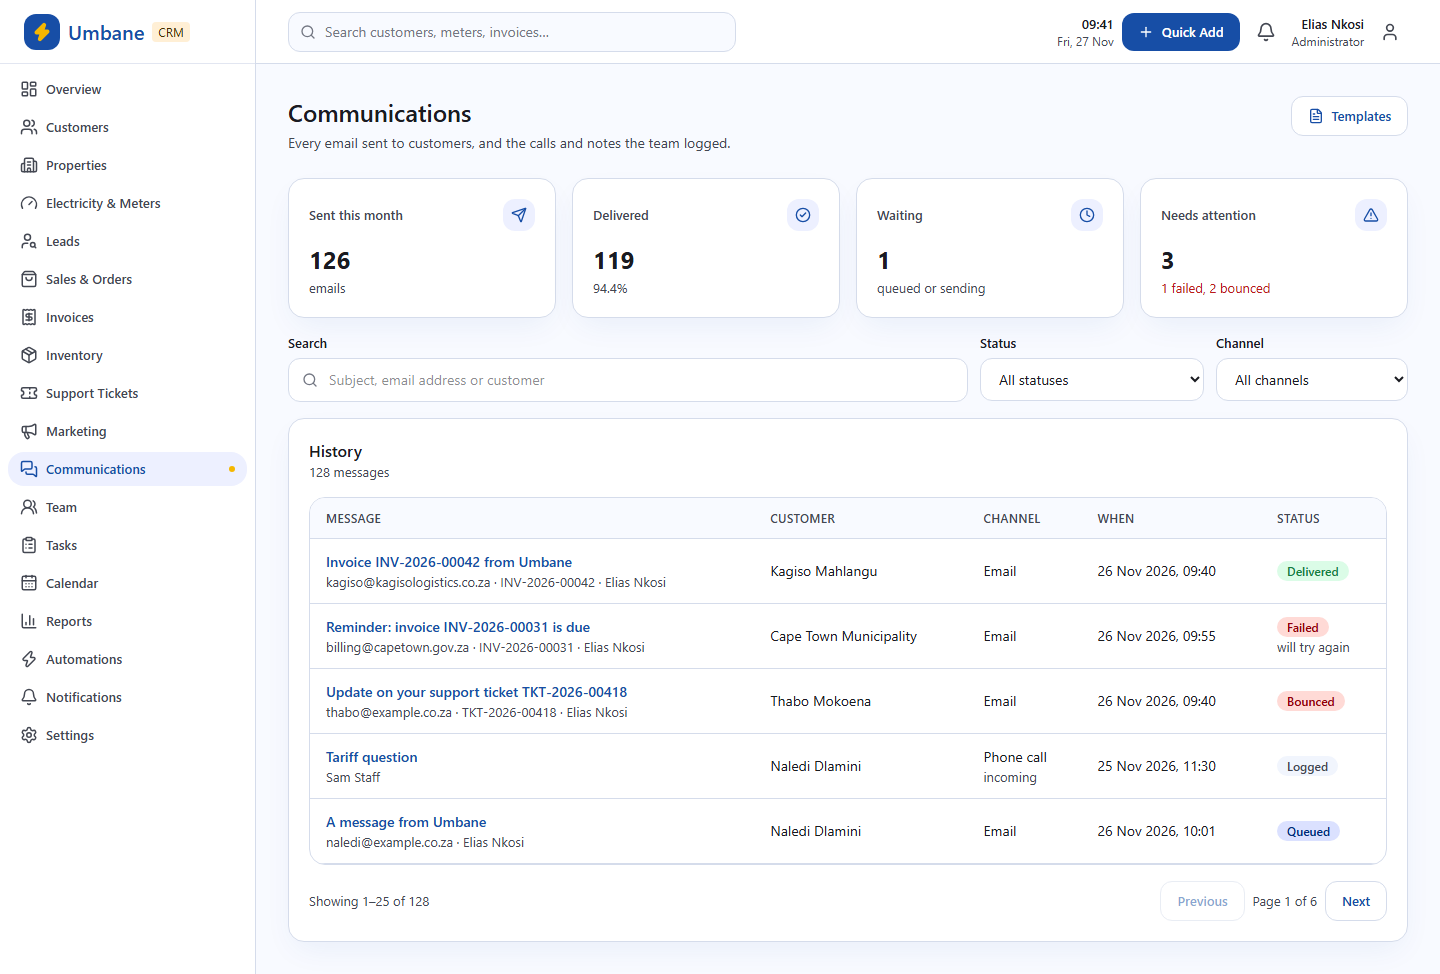 Umbane CRM
Search customers, meters, invoices...
09:41
Fri, 27 Nov
Quick Add
Elias Nkosi
Administrator
Overview
Customers
Properties
Electricity & Meters
Leads
Sales & Orders
Invoices
Inventory
Support Tickets
Marketing
Communications
Team
Tasks
Calendar
Reports
Automations
Notifications
Settings
Communications
Every email sent to customers, and the calls and notes the team logged.
Templates
Sent this month
126
emails
Delivered
119
94.4%
Waiting
1
queued or sending
Needs attention
3
1 failed, 2 bounced
Search
Subject, email address or customer
Status
All statuses
Channel
All channels
History
128 messages
MESSAGE CUSTOMER CHANNEL WHEN STATUS
Invoice INV-2026-00042 from Umbane
kagiso@kagisologistics.co.za · INV-2026-00042 · Elias Nkosi
Kagiso Mahlangu
Email
26 Nov 2026, 09:40
Delivered
Reminder: invoice INV-2026-00031 is due
billing@capetown.gov.za · INV-2026-00031 · Elias Nkosi
Cape Town Municipality
Email
26 Nov 2026, 09:55
Failed
will try again
Update on your support ticket TKT-2026-00418
thabo@example.co.za · TKT-2026-00418 · Elias Nkosi
Thabo Mokoena
Email
26 Nov 2026, 09:40
Bounced
Tariff question
Sam Staff
Naledi Dlamini
Phone call
incoming
25 Nov 2026, 11:30
Logged
A message from Umbane
naledi@example.co.za · Elias Nkosi
Naledi Dlamini
Email
26 Nov 2026, 10:01
Queued
Showing 1–25 of 128
Previous
Page 1 of 6
Next